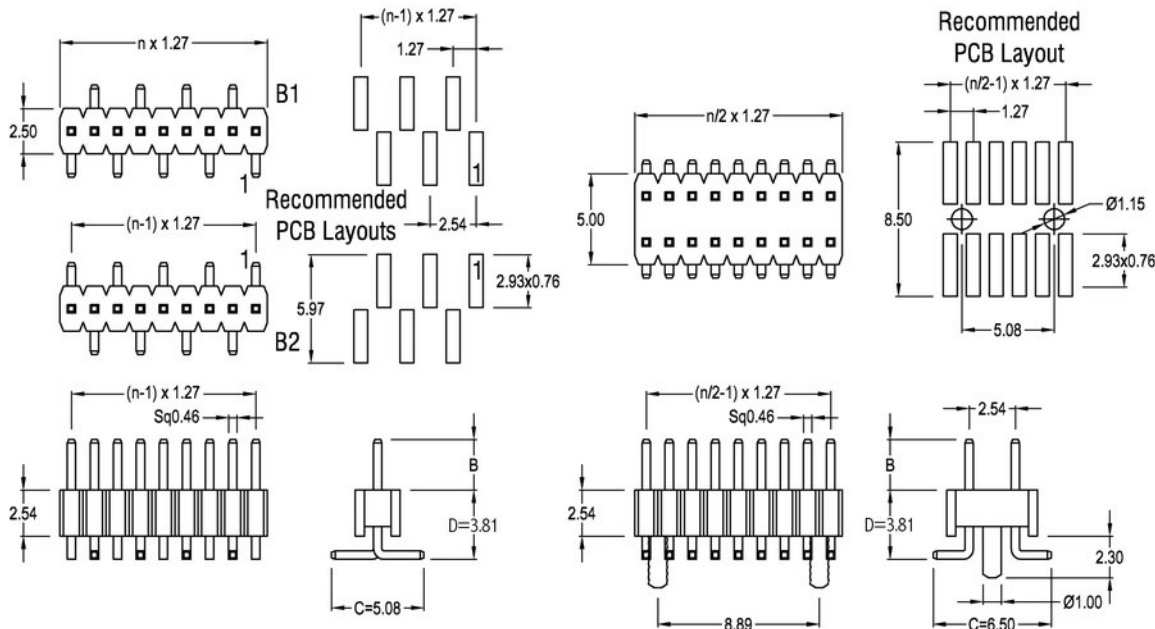 n x 1.27
B1
2.50
1
(n-1) x 1.27
1.27
1
2.54
Recommended
PCB Layouts
(n-1) x 1.27
1
B2
5.97
1
2.93x0.76
n/2 x 1.27
5.00
Recommended
PCB Layout
(n/2-1) x 1.27
1.27
8.50
Ø1.15
2.93x0.76
5.08
(n-1) x 1.27
Sq0.46
2.54
B
D=3.81
C=5.08
(n/2-1) x 1.27
Sq0.46
2.54
8.89
2.54
B
D=3.81
2.30
Ø1.00
C=6.50